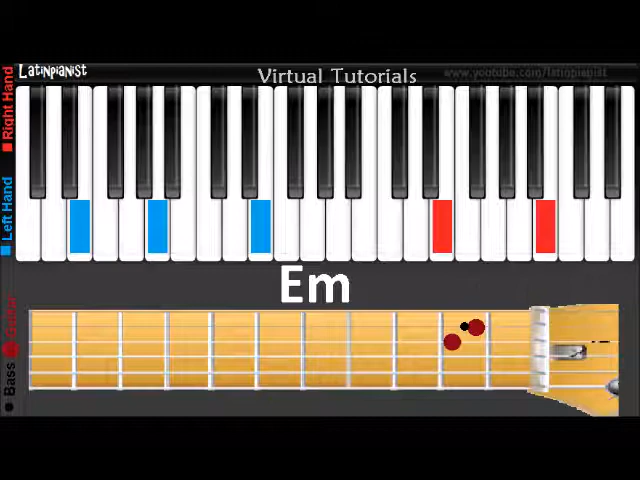 LATINPIANIST
Virtual Tutorials
www.youtube.com/latinpianist
Right Hand
Left Hand
Em
Guitar
Bass